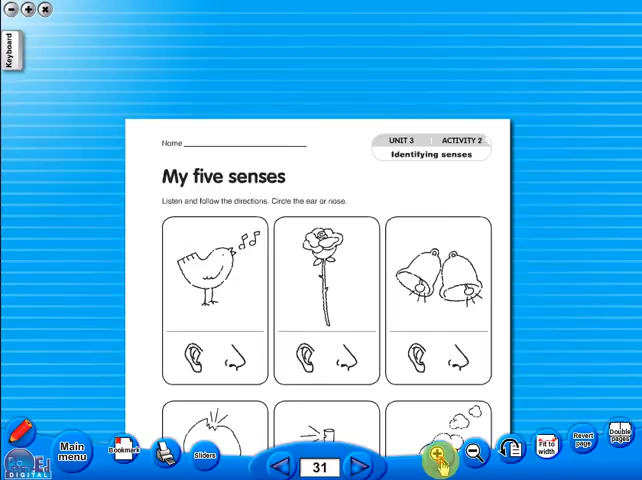 Keyboard
Name
UNIT 3 | ACTIVITY 2
Identifying senses
My five senses
Listen and follow the directions. Circle the ear or nose.
Main menu
Bookmark
Sliders
31
Fit to width
Revert page
Double pages
DIGITAL